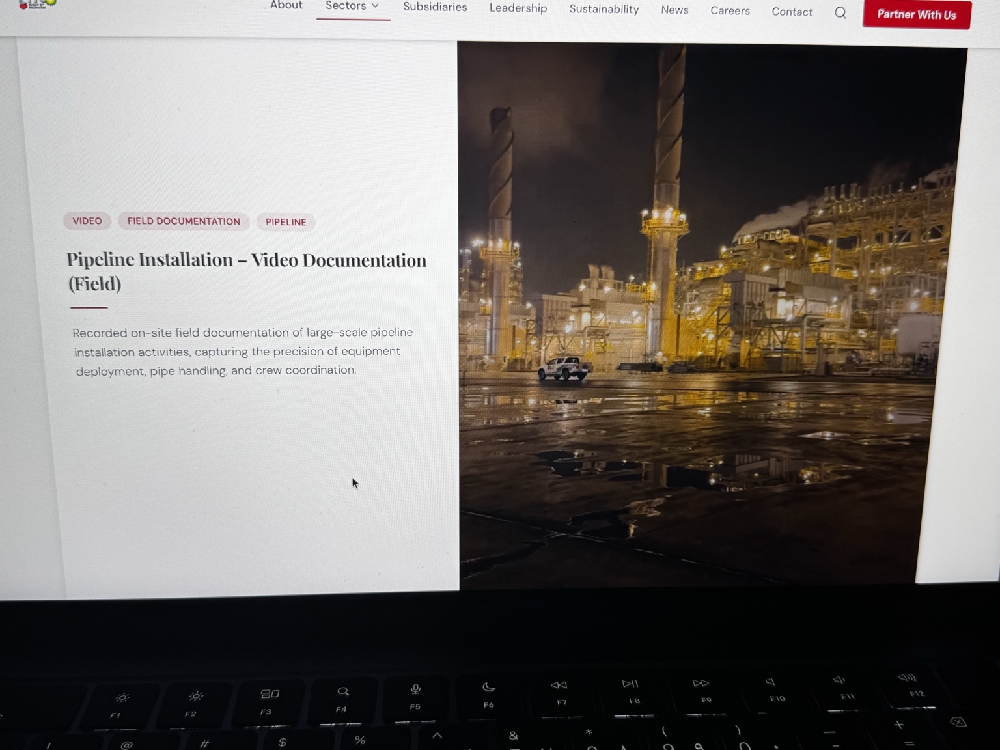 About Sectors Subsidiaries Leadership Sustainability News Careers Contact Partner With Us
VIDEO FIELD DOCUMENTATION PIPELINE
Pipeline Installation – Video Documentation
(Field)
Recorded on-site field documentation of large-scale pipeline
installation activities, capturing the precision of equipment
deployment, pipe handling, and crew coordination.
F1 F2 F3 F4 F5 F6 F7 F8 F9 F10 F11 F12
@ # $ % ^ & * ( ) — +
=